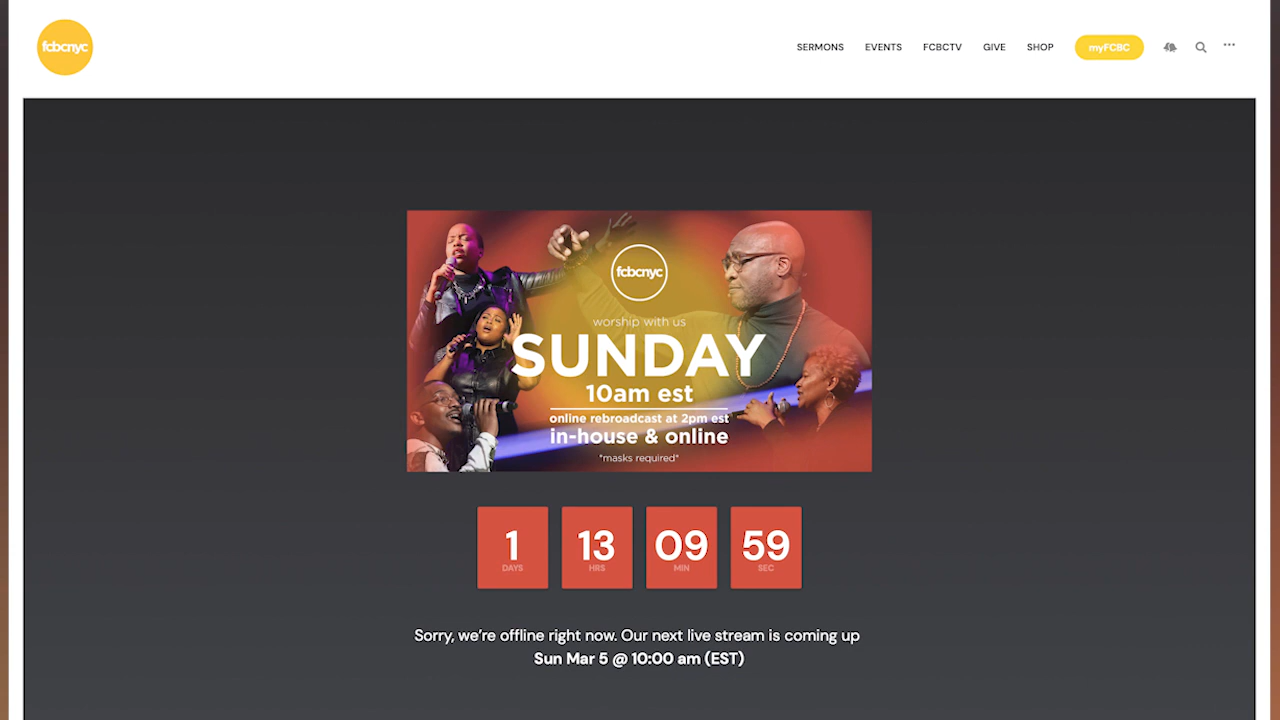 fcbcnyc
SERMONS EVENTS FCBCTV GIVE SHOP myFCBC
fcbcnyc
worship with us
SUNDAY
10am est
online rebroadcast at 2pm est
in-house & online
*masks required*
1 13 09 59
DAYS HRS MIN SEC
Sorry, we're offline right now. Our next live stream is coming up
Sun Mar 5 @ 10:00 am (EST)